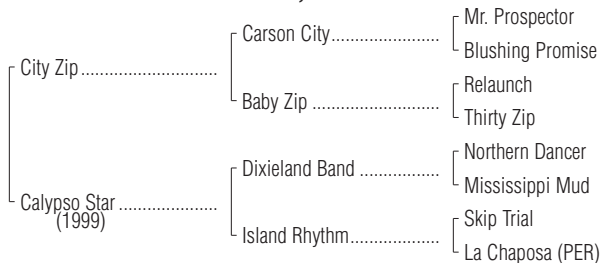 Mr. Prospector
Carson City
Blushing Promise
City Zip
Relaunch
Baby Zip
Thirty Zip
Northern Dancer
Dixieland Band
Mississippi Mud
Calypso Star
(1999)
Skip Trial
Island Rhythm
La Chaposa (PER)